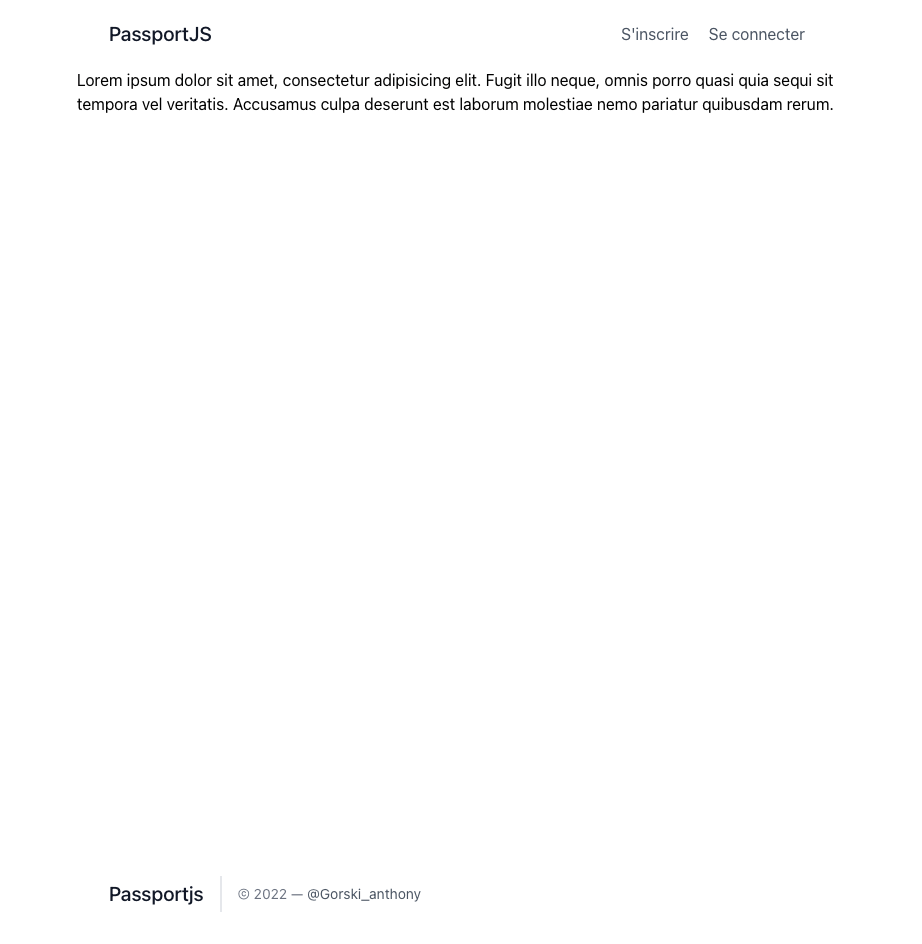 PassportJS
S'inscrire Se connecter
Lorem ipsum dolor sit amet, consectetur adipisicing elit. Fugit illo neque, omnis porro quasi quia sequi sit
tempora vel veritatis. Accusamus culpa deserunt est laborum molestiae nemo pariatur quibusdam rerum.
Passportjs
© 2022 — @Gorski_anthony